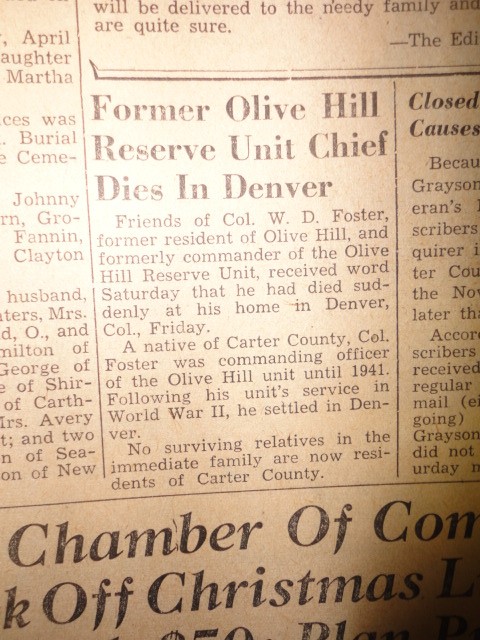 will be delivered to the needy family and
are quite sure.
—The Edi
, April
aughter
Martha
ces was
. Burial
e Ceme-
Johnny
rn, Gro-
Fannin,
Clayton
husband,
hters, Mrs.
d, O., and
milton of
George of
e of Shir-
of Carth-
Mrs. Avery
t; and two
n of Sea-
on of New
Former Olive Hill
Reserve Unit Chief
Dies In Denver
Friends of Col. W. D. Foster,
former resident of Olive Hill, and
formerly commander of the Olive
Hill Reserve Unit, received word
Saturday that he had died sud-
denly at his home in Denver,
Col., Friday.
A native of Carter County, Col.
Foster was commanding officer
of the Olive Hill unit until 1941.
Following his unit's service in
World War II, he settled in Den-
ver.
No surviving relatives in the
immediate family are now resi-
dents of Carter County.
Closed
Causes
Becau
Grayson
eran's
scribers
quirer i
ter Cou
the Nov
later tha
Accor
scribers
received
regular
mail (ei
going)
Grayson
did not
urday m
Chamber Of Com
k Off Christmas L
$50; Plan